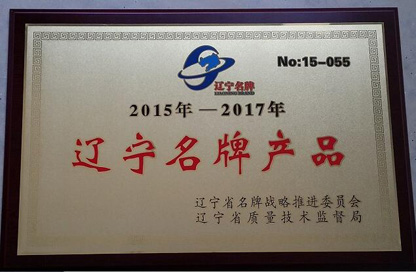 No:15-055
辽宁名牌
LIAONING BRAND
2015年—2017年
辽宁名牌产品
辽宁省名牌战略推进委员会
辽宁省质量技术监督局